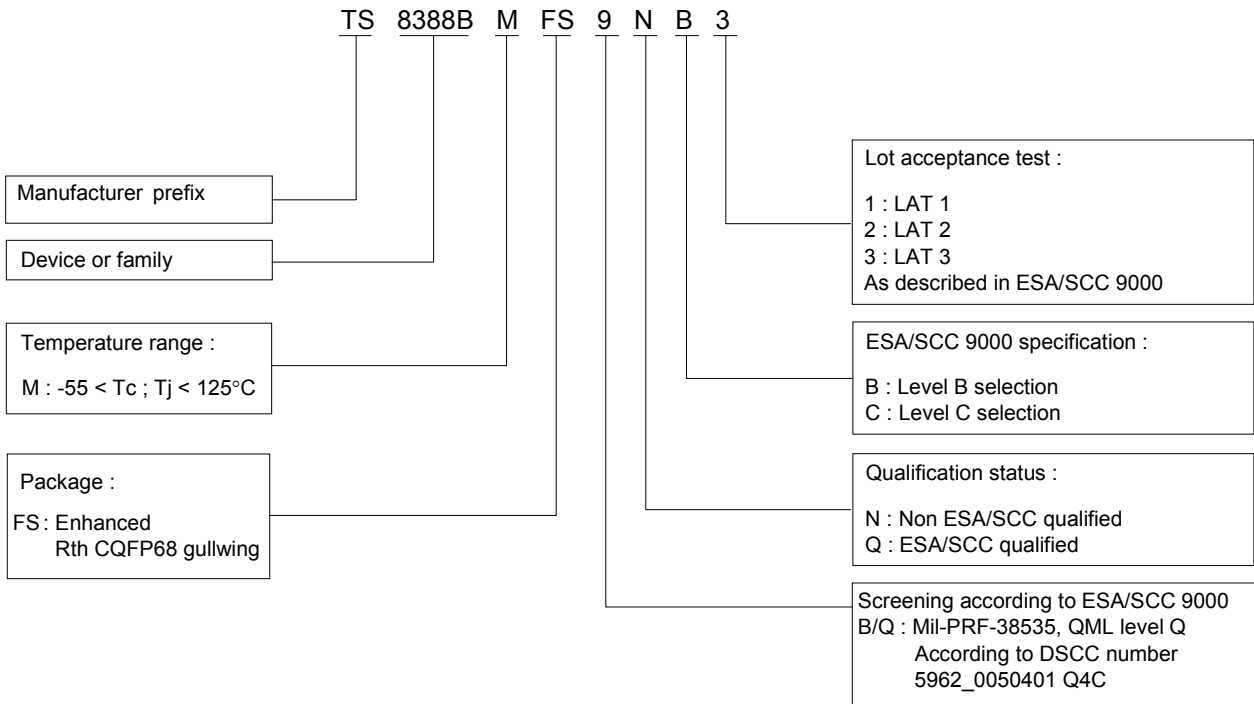 TS 8388B M FS 9 N B 3
Manufacturer prefix
Device or family
Temperature range :
M : -55 < Tc ; Tj < 125°C
Package :
FS : Enhanced
Rth CQFP68 gullwing
Lot acceptance test :
1 : LAT 1
2 : LAT 2
3 : LAT 3
As described in ESA/SCC 9000
ESA/SCC 9000 specification :
B : Level B selection
C : Level C selection
Qualification status :
N : Non ESA/SCC qualified
Q : ESA/SCC qualified
Screening according to ESA/SCC 9000
B/Q : Mil-PRF-38535, QML level Q
According to DSCC number
5962_0050401 Q4C